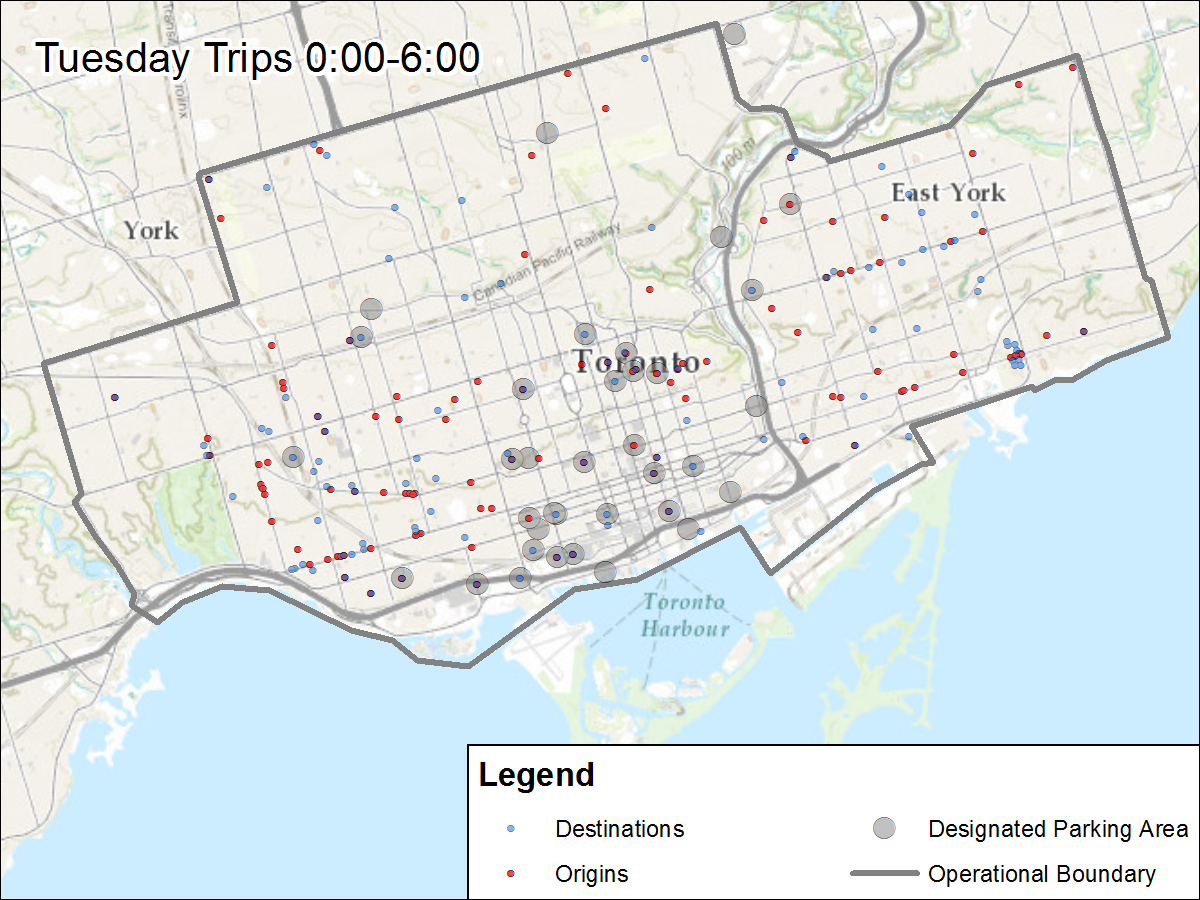 Tuesday Trips 0:00-6:00
100 m
East York
York
Canadian Pacific Railway
Toronto
Toronto
Harbour
Legend
Destinations
Designated Parking Area
Origins
Operational Boundary